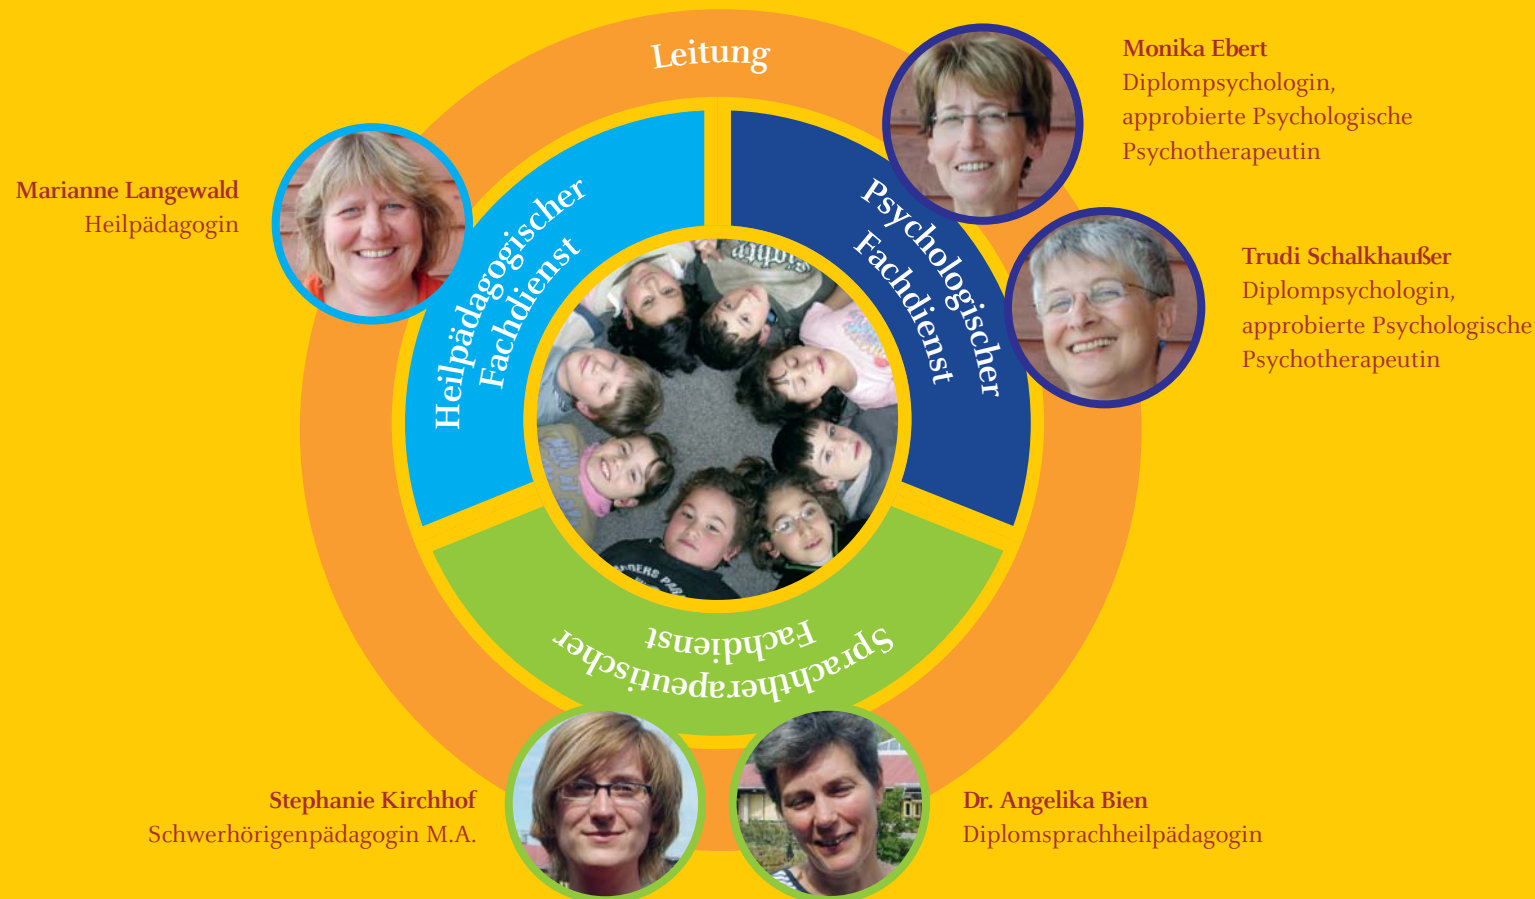 Leitung
Monika Ebert
Diplompsychologin,
approbierte Psychologische
Psychotherapeutin
Marianne Langewald
Heilpädagogin
Heilpädagogischer
Fachdienst
Psychologischer
Fachdienst
Trudi Schalkhaußer
Diplompsychologin,
approbierte Psychologische
Psychotherapeutin
Sprachtherapeutischer
Fachdienst
Stephanie Kirchhof
Schwerhörigenpädagogin M.A.
Dr. Angelika Bien
Diplomsprachheilpädagogin